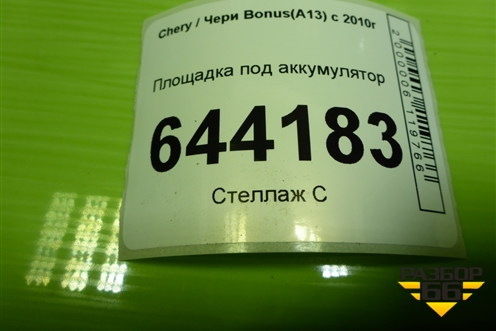 Chery / Чери Bonus(A13) с 2010г
Площадка под аккумулятор
644183
Стеллаж С
2000006119766
РАЗБОР
66